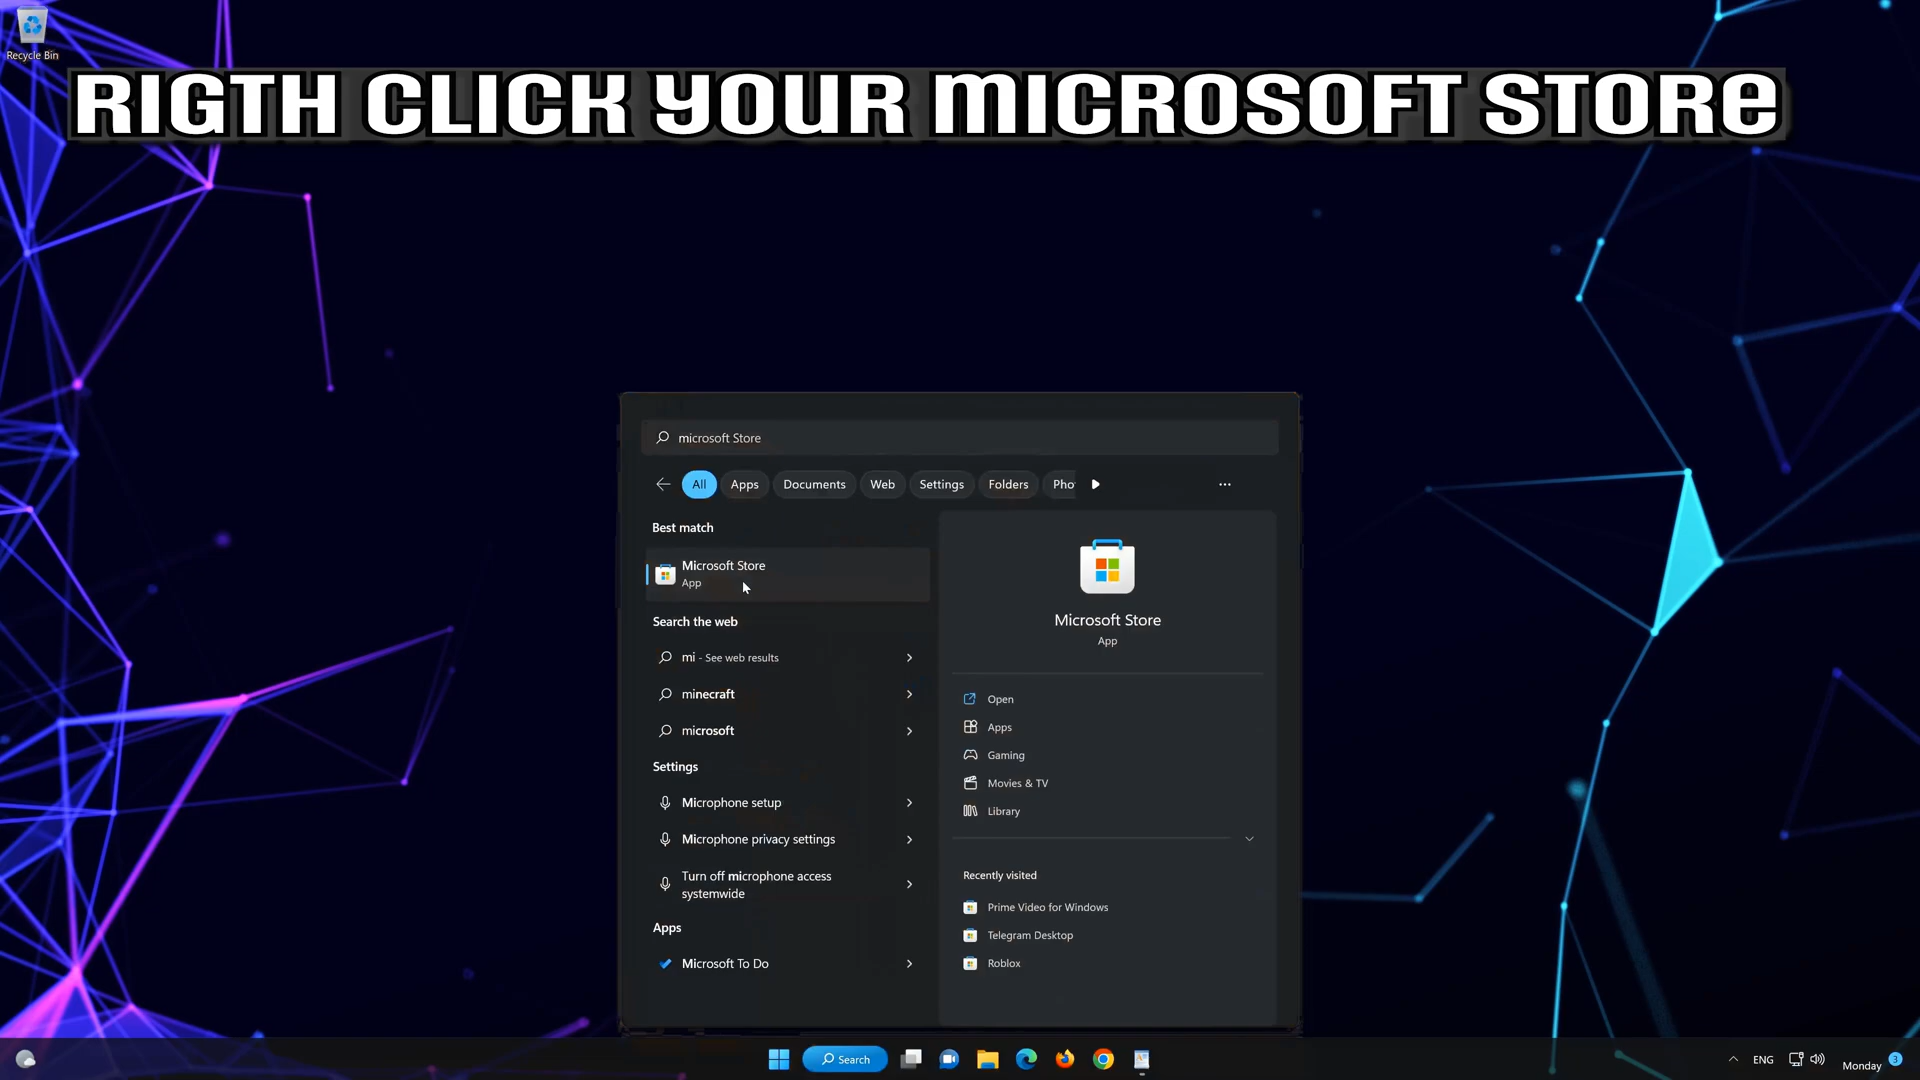 Recycle Bin
RIGTH CLICK YOUR MICROSOFT STORE
microsoft Store
All Apps Documents Web Settings Folders Pho
Best match
Microsoft Store
App
Search the web
mi - See web results
minecraft
microsoft
Settings
Microphone setup
Microphone privacy settings
Turn off microphone access
systemwide
Apps
Microsoft To Do
Microsoft Store
App
Open
Apps
Gaming
Movies & TV
Library
Recently visited
Prime Video for Windows
Telegram Desktop
Roblox
Search
ENG
Monday 3